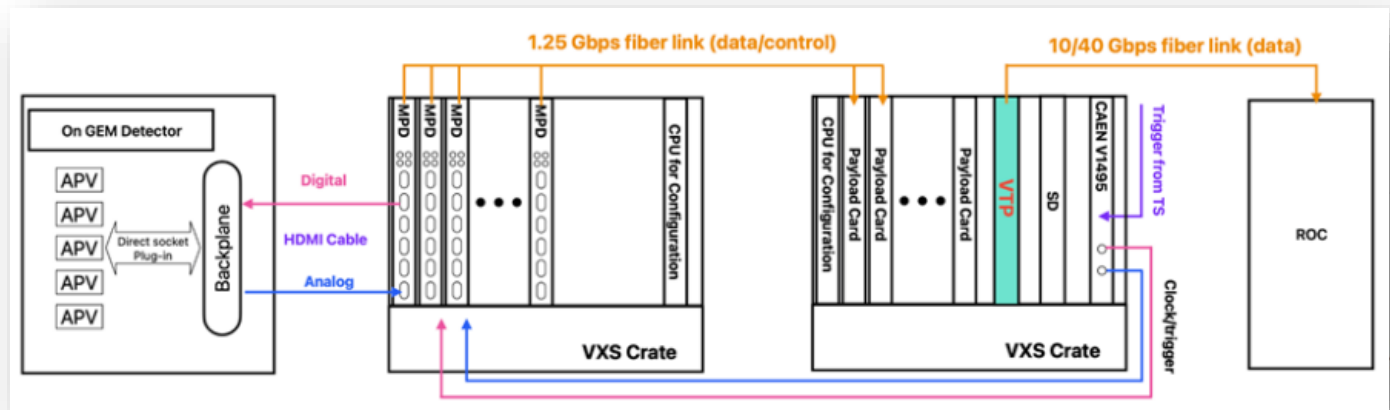 1.25 Gbps fiber link (data/control)
10/40 Gbps fiber link (data)
On GEM Detector
APV
APV
APV
APV
APV
Direct socket
Plug-in
Backplane
Digital
HDMI Cable
Analog
MPD
MPD
MPD
MPD
CPU for Configuration
VXS Crate
CPU for Configuration
Payload Card
Payload Card
Payload Card
VTP
SD
CAEN V1495
Trigger from TS
Clock/trigger
VXS Crate
ROC